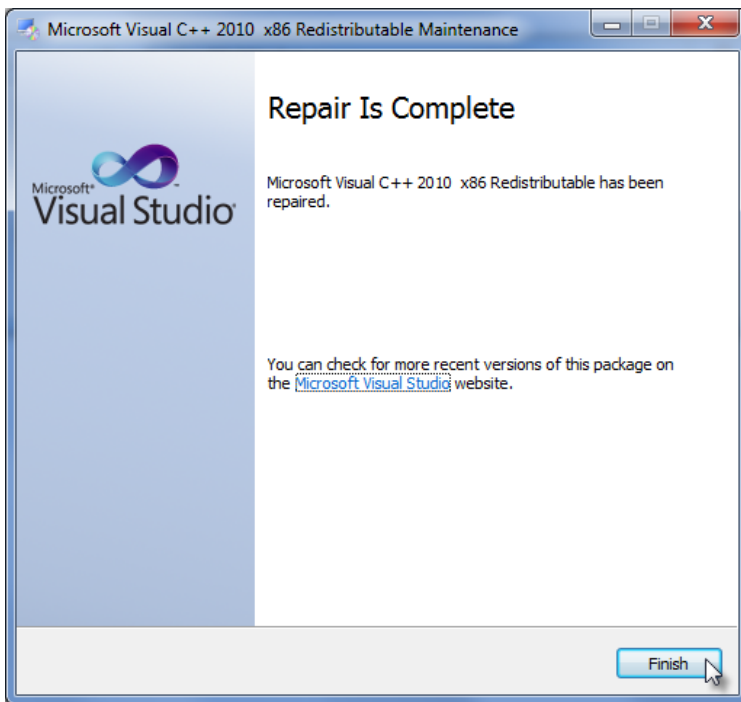 Microsoft Visual C++ 2010  x86 Redistributable Maintenance
Repair Is Complete
Microsoft
Visual Studio
Microsoft Visual C++ 2010  x86 Redistributable has been
repaired.
You can check for more recent versions of this package on
the Microsoft Visual Studio website.
Finish